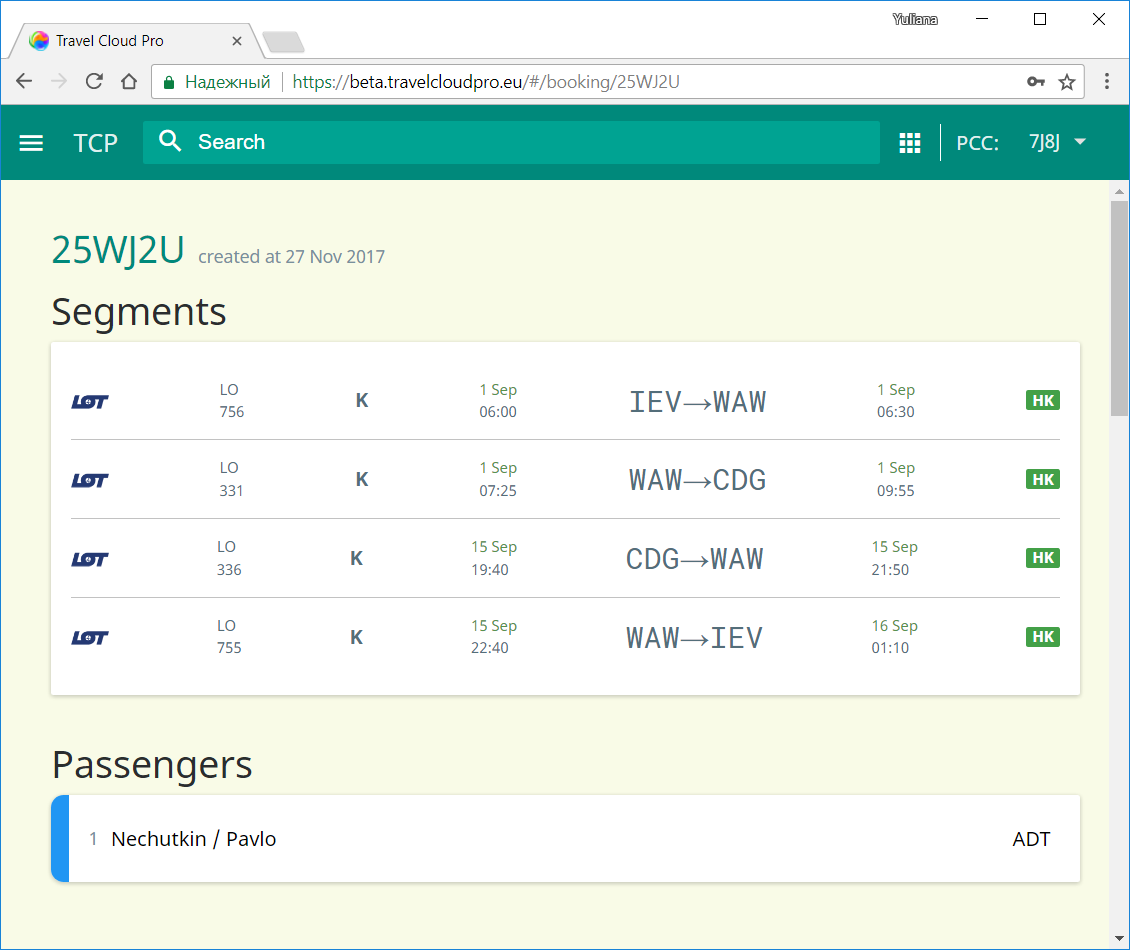 Yuliana
Travel Cloud Pro
Надежный https://beta.travelcloudpro.eu/#/booking/25WJ2U
TCP Search PCC: 7J8J
25WJ2U created at 27 Nov 2017
Segments
LOT LO 756 K 1 Sep 06:00 IEV→WAW 1 Sep 06:30 HK
LOT LO 331 K 1 Sep 07:25 WAW→CDG 1 Sep 09:55 HK
LOT LO 336 K 15 Sep 19:40 CDG→WAW 15 Sep 21:50 HK
LOT LO 755 K 15 Sep 22:40 WAW→IEV 16 Sep 01:10 HK
Passengers
1 Nechutkin / Pavlo ADT